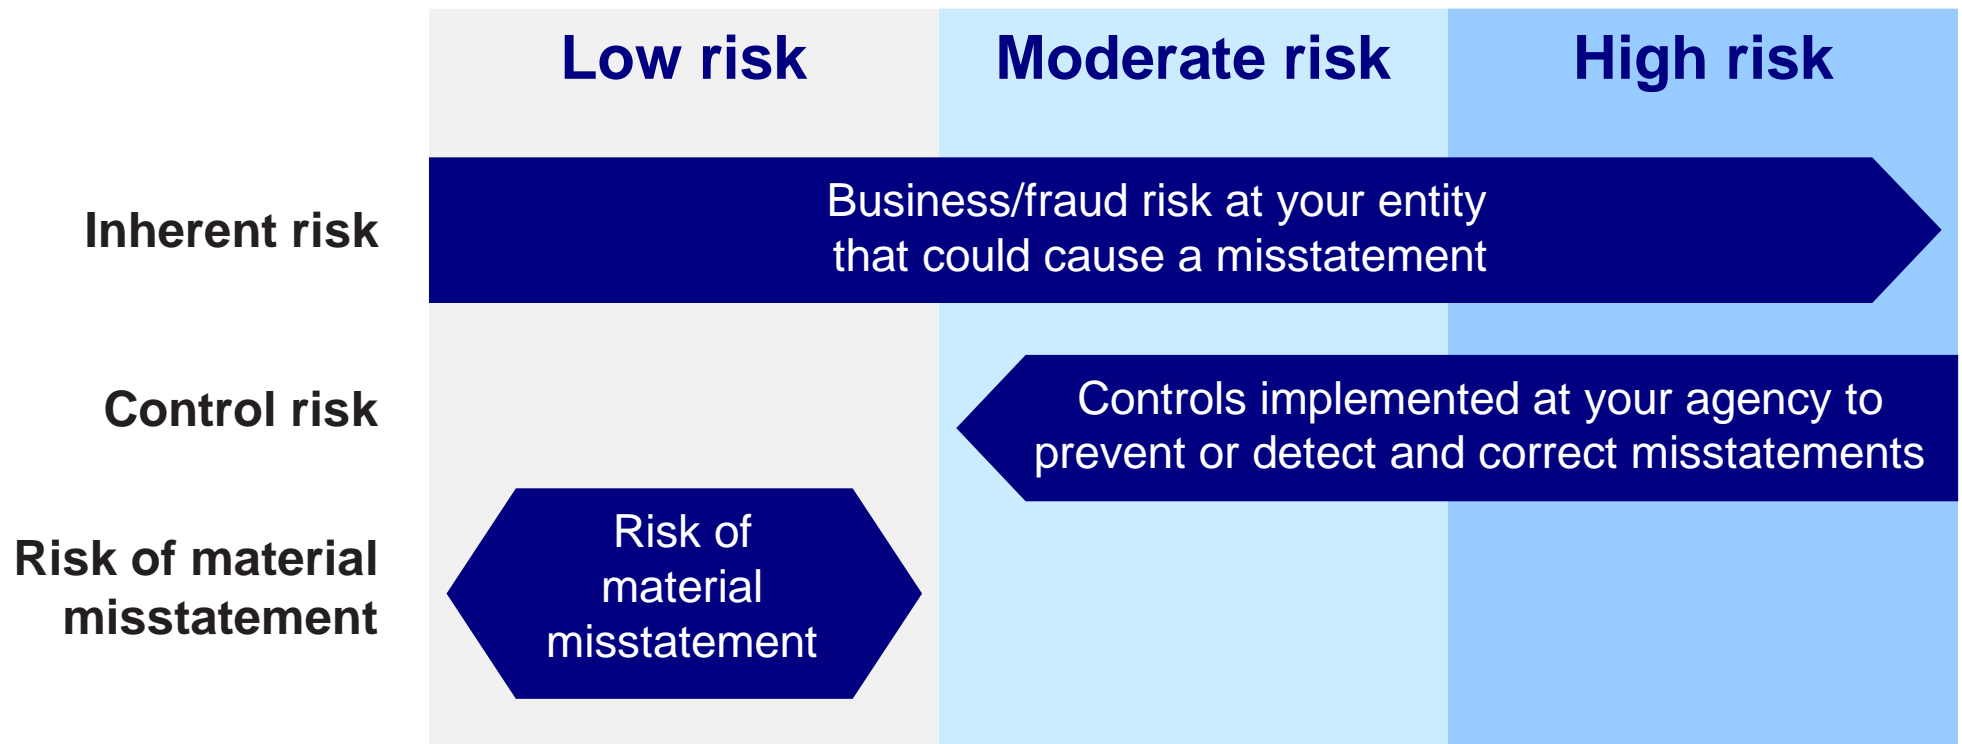 Low risk
Moderate risk
High risk
Inherent risk
Business/fraud risk at your entity
that could cause a misstatement
Control risk
Controls implemented at your agency to
prevent or detect and correct misstatements
Risk of material
misstatement
Risk of
material
misstatement